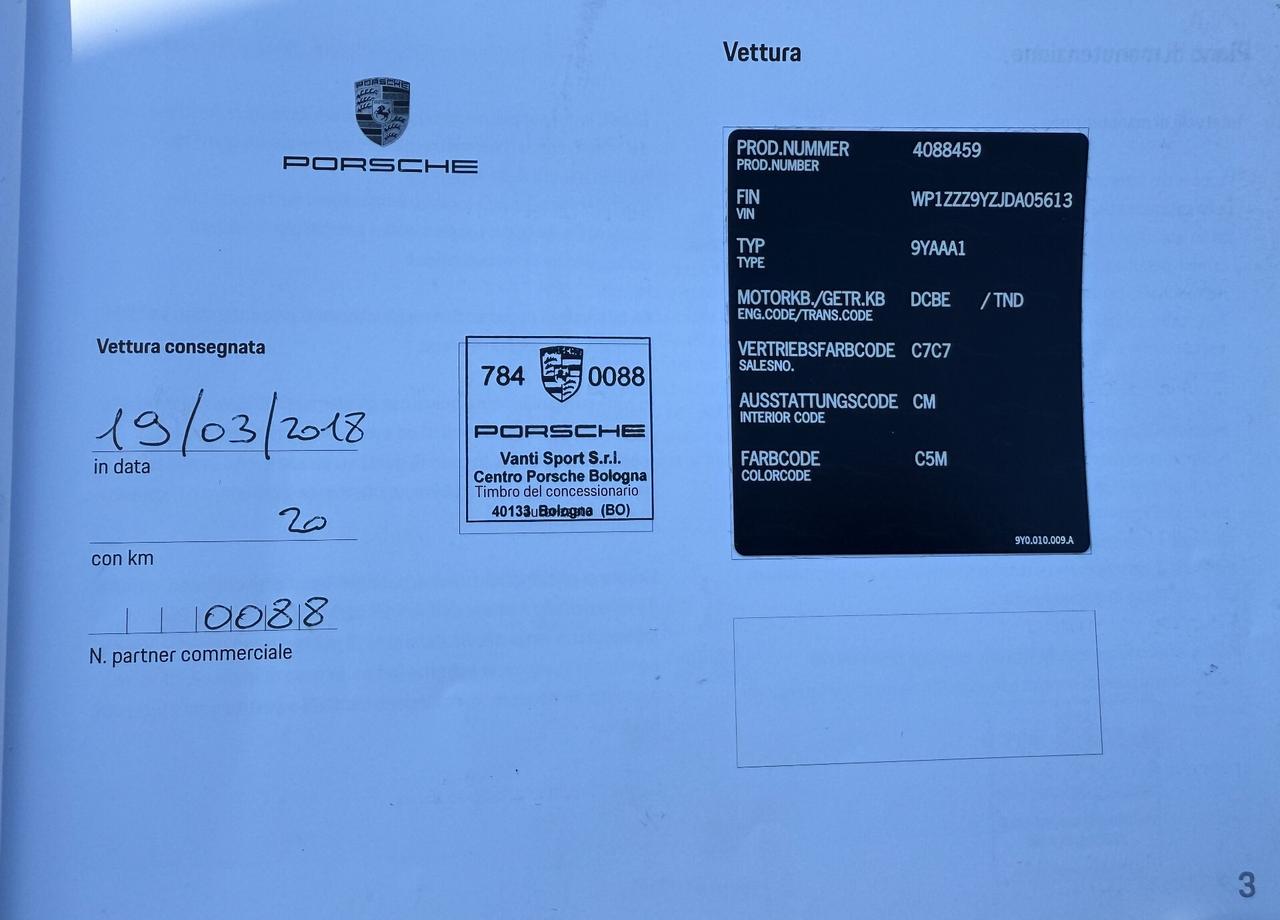 PORSCHE
PORSCHE
Vettura consegnata
19/03/2018
in data
20
con km
0088
N. partner commerciale
784 0088
PORSCHE
Vanti Sport S.r.l.
Centro Porsche Bologna
Timbro del concessionario
40133 Bologna (BO)
Vettura
PROD.NUMMER 4088459
PROD.NUMBER
FIN WP1ZZZ9YZJDA05613
VIN
TYP 9YAAA1
TYPE
MOTORKB./GETR.KB DCBE / TND
ENG.CODE/TRANS.CODE
VERTRIEBSFARBCODE C7C7
SALESNO.
AUSSTATTUNGSCODE CM
INTERIOR CODE
FARBCODE C5M
COLORCODE
9Y0.010.009.A
3